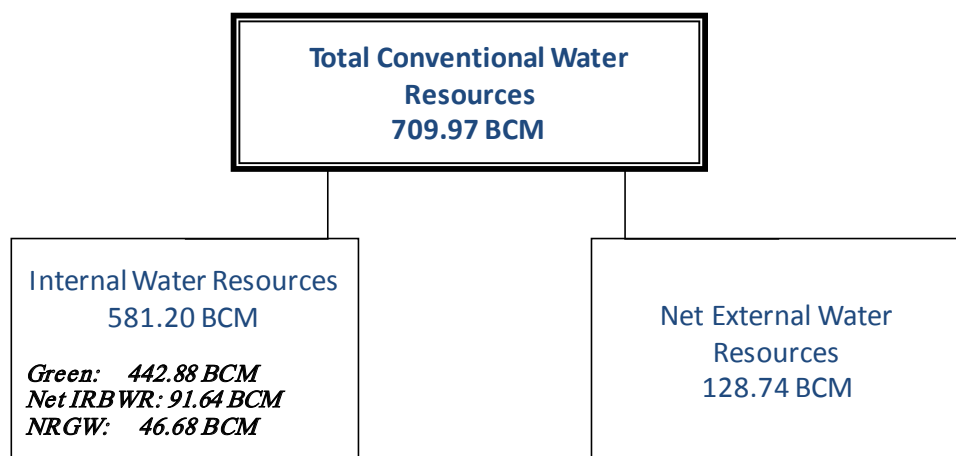 Total Conventional Water
Resources
709.97 BCM
Internal Water Resources
581.20 BCM
Green: 442.88 BCM
Net IRBWR: 91.64 BCM
NRGW: 46.68 BCM
Net External Water
Resources
128.74 BCM